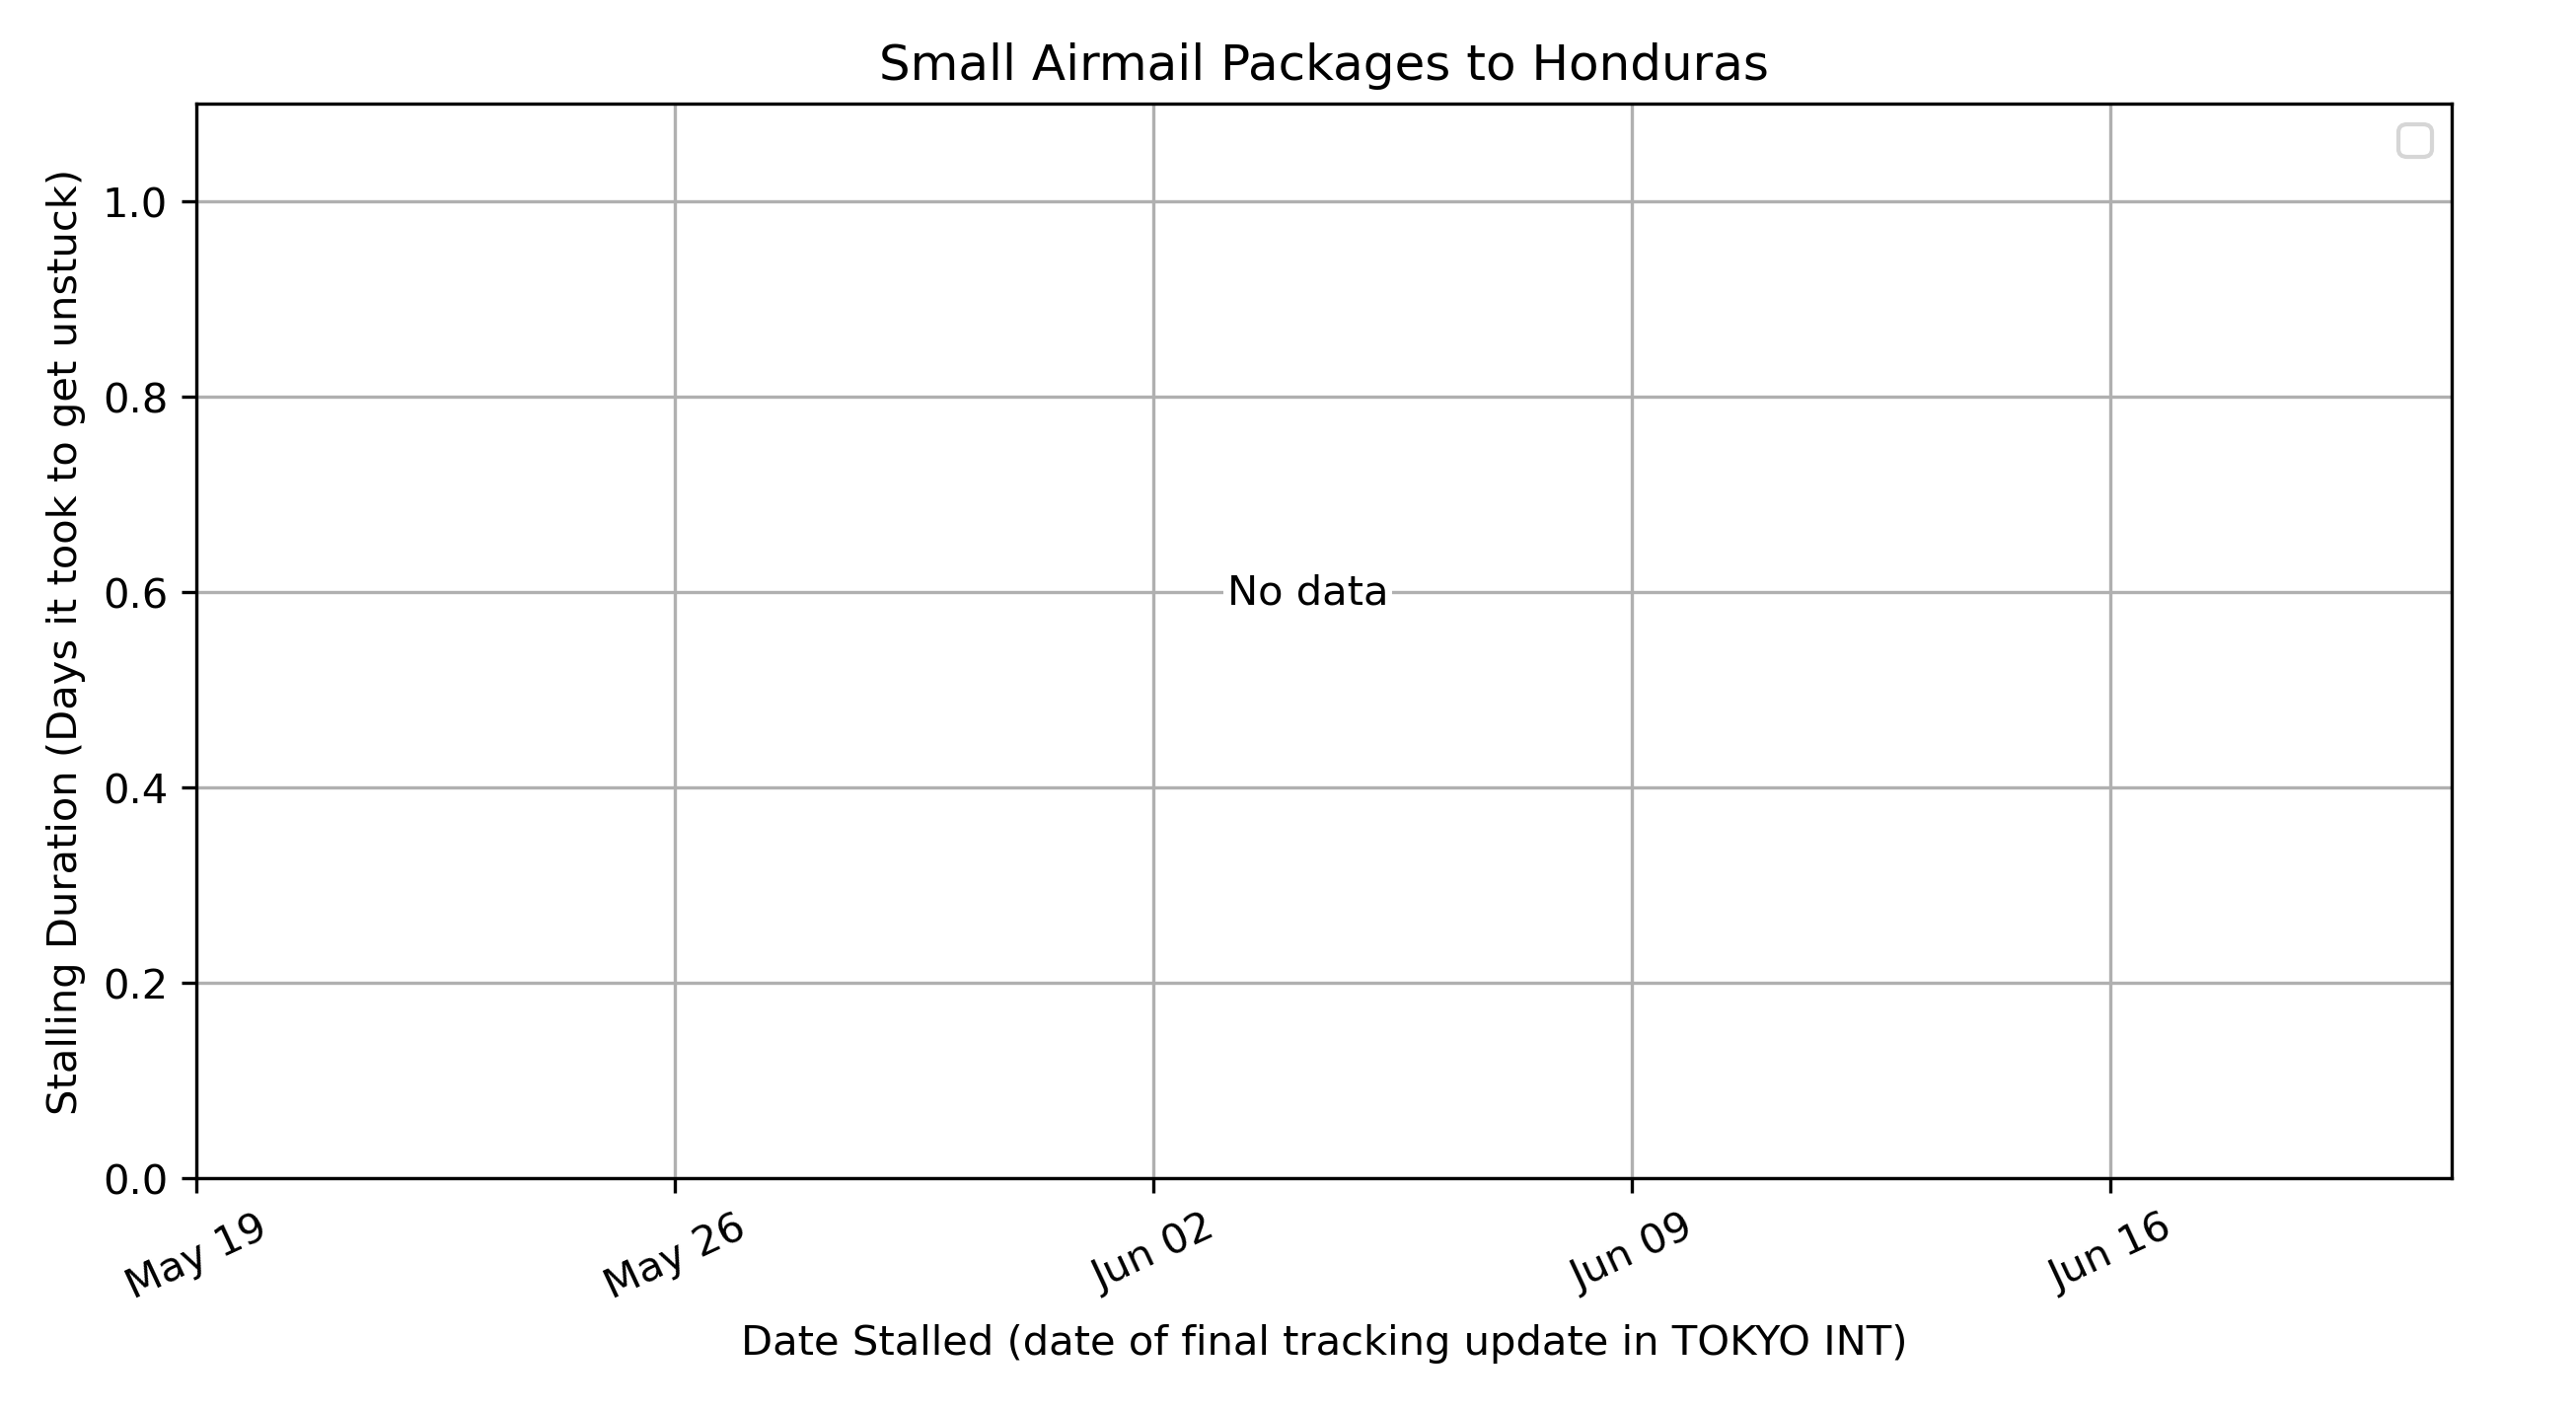 Small Airmail Packages to Honduras
Stalling Duration (Days it took to get unstuck)
1.0
0.8
0.6
0.4
0.2
0.0
No data
May 19
May 26
Jun 02
Jun 09
Jun 16
Date Stalled (date of final tracking update in TOKYO INT)